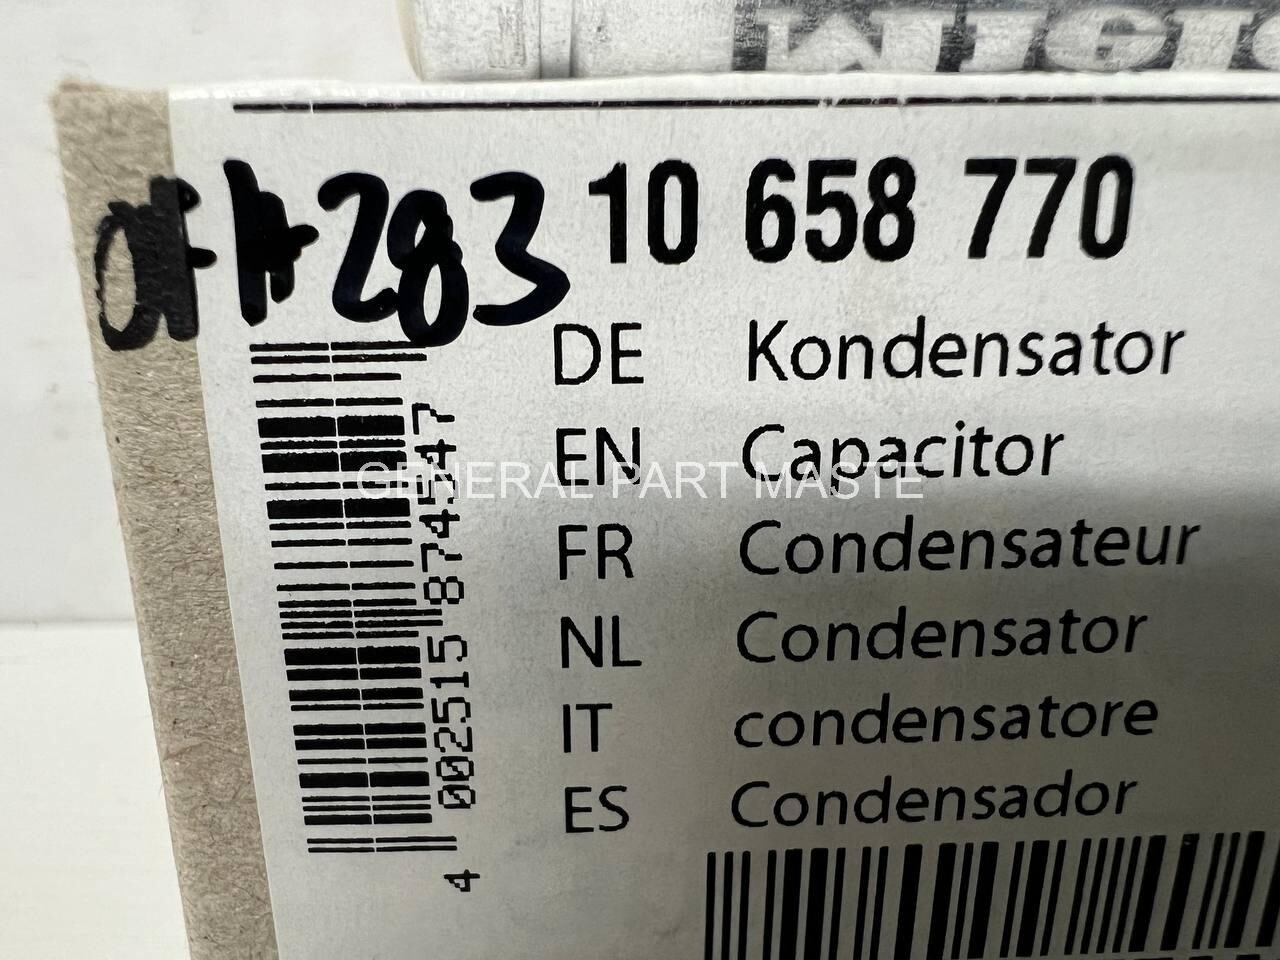 283
10 658 770
DE Kondensator
EN Capacitor
FR Condensateur
NL Condensator
IT condensatore
ES Condensador
4 002515 874547
GENERAL PART MASTE